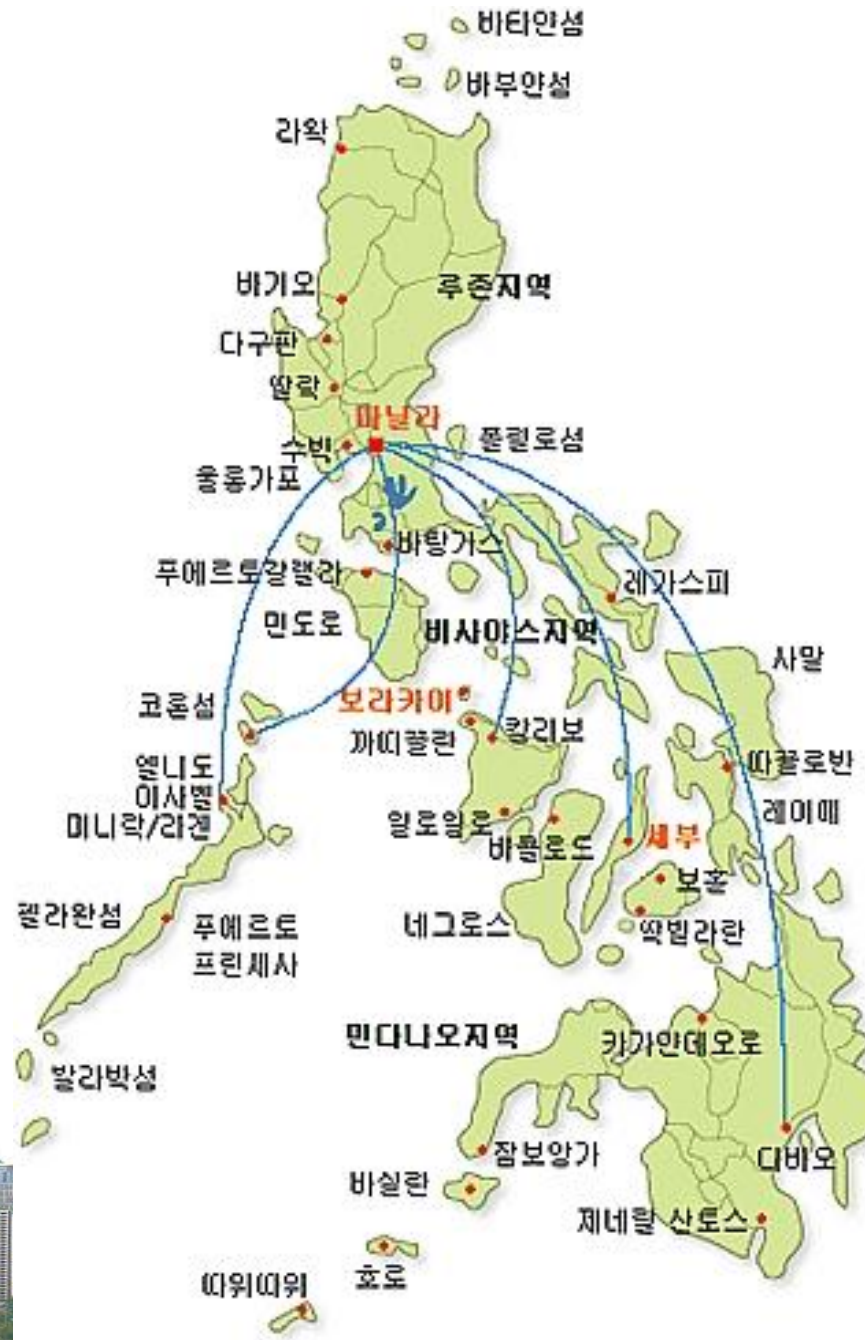 바타얀섬
바부얀섬
라왁
바기오
루존지역
다구판
딸락
마닐라
수빅
폴릴로섬
올롱가포
바탕가스
푸에르토갈랠라
레가스피
민도로
비사야스지역
사말
보라카이
코론섬
까띠끌란
칼리보
엘니도
따끌로반
이사벨
레이떼
미니락/라겐
일로일로
바콜로드
세부
보홀
팔라완섬
푸에르토
프린세사
네그로스
딱빌라란
민다나오지역
카가얀데오로
발라박섬
잠보앙가
다바오
바실란
제네랄 산토스
호로
따위따위